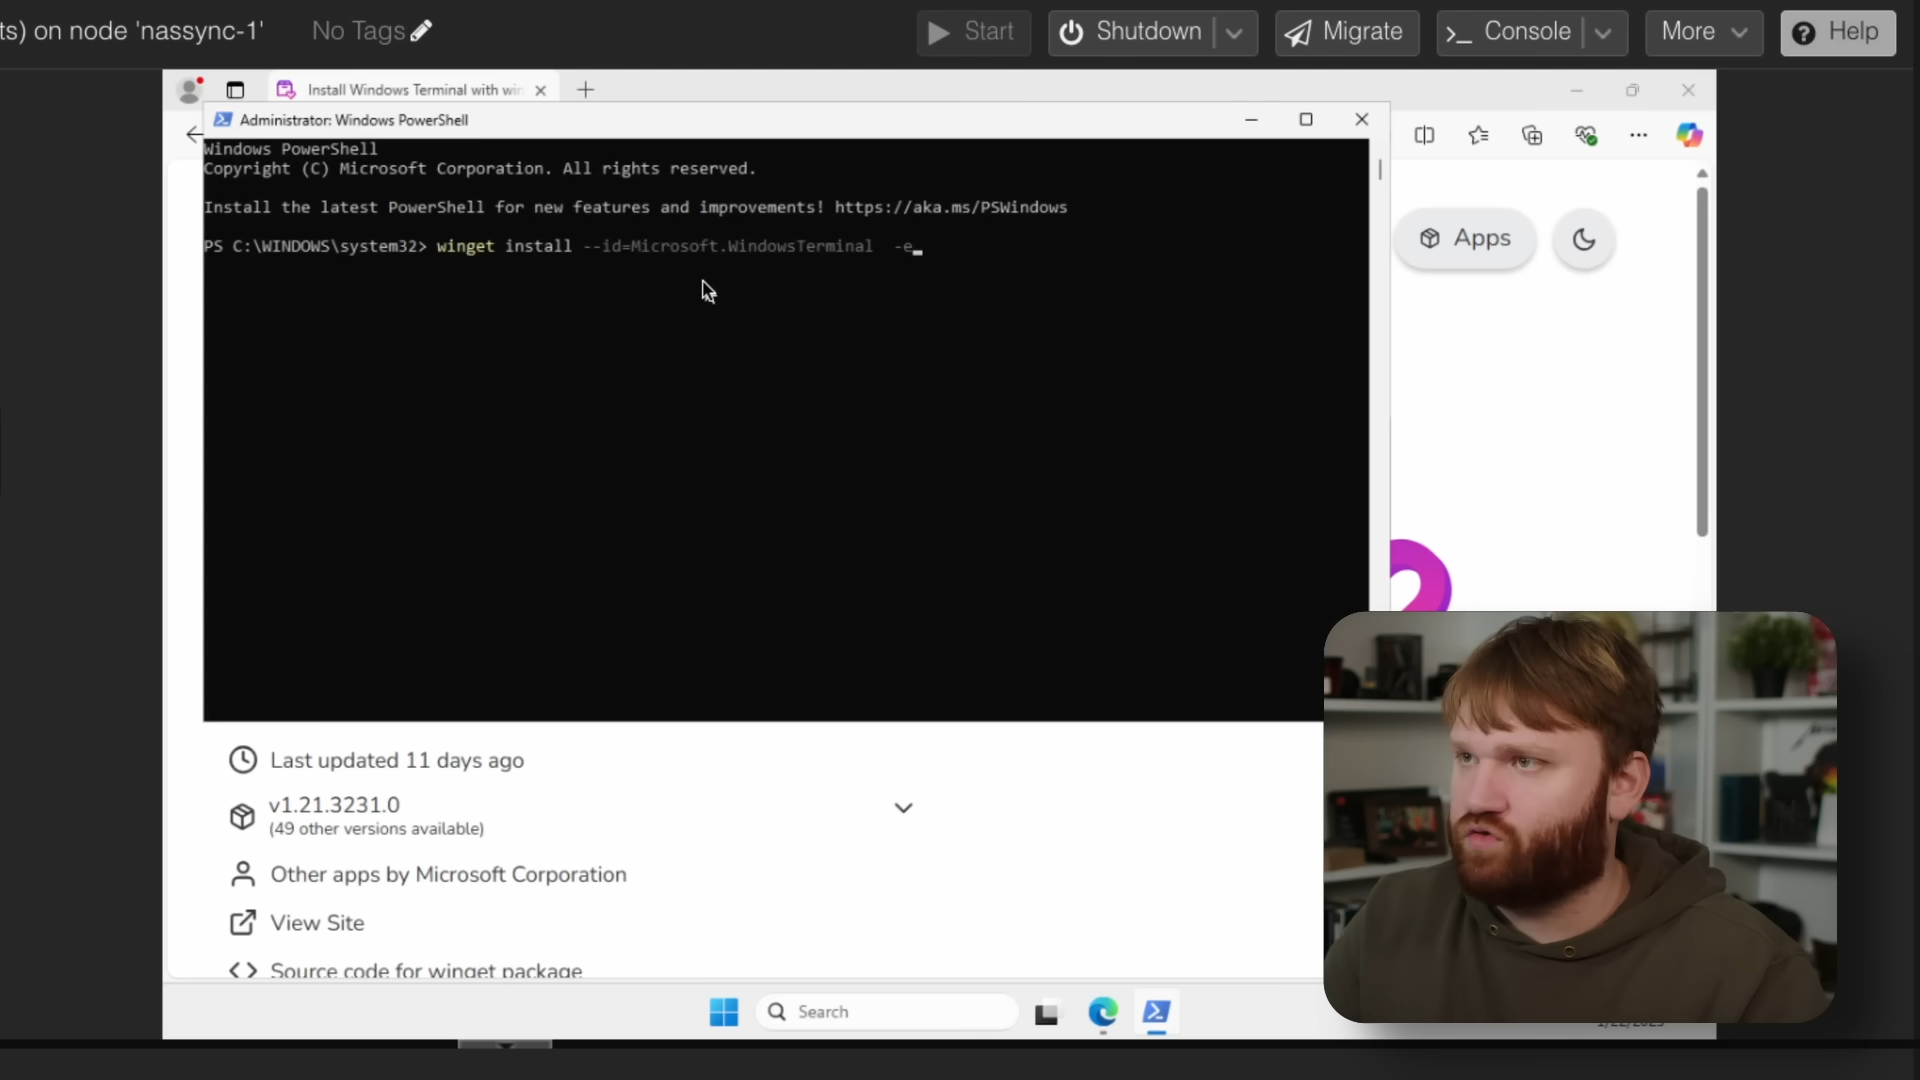 ts) on node 'nassync-1'
No Tags
Start
Shutdown
Migrate
Console
More
Help
Install Windows Terminal with win
Administrator: Windows PowerShell
Windows PowerShell
Copyright (C) Microsoft Corporation. All rights reserved.
Install the latest PowerShell for new features and improvements! https://aka.ms/PSWindows
PS C:\WINDOWS\system32> winget install --id=Microsoft.WindowsTerminal  -e
Apps
Last updated 11 days ago
v1.21.3231.0
(49 other versions available)
Other apps by Microsoft Corporation
View Site
Source code for winget package
Search